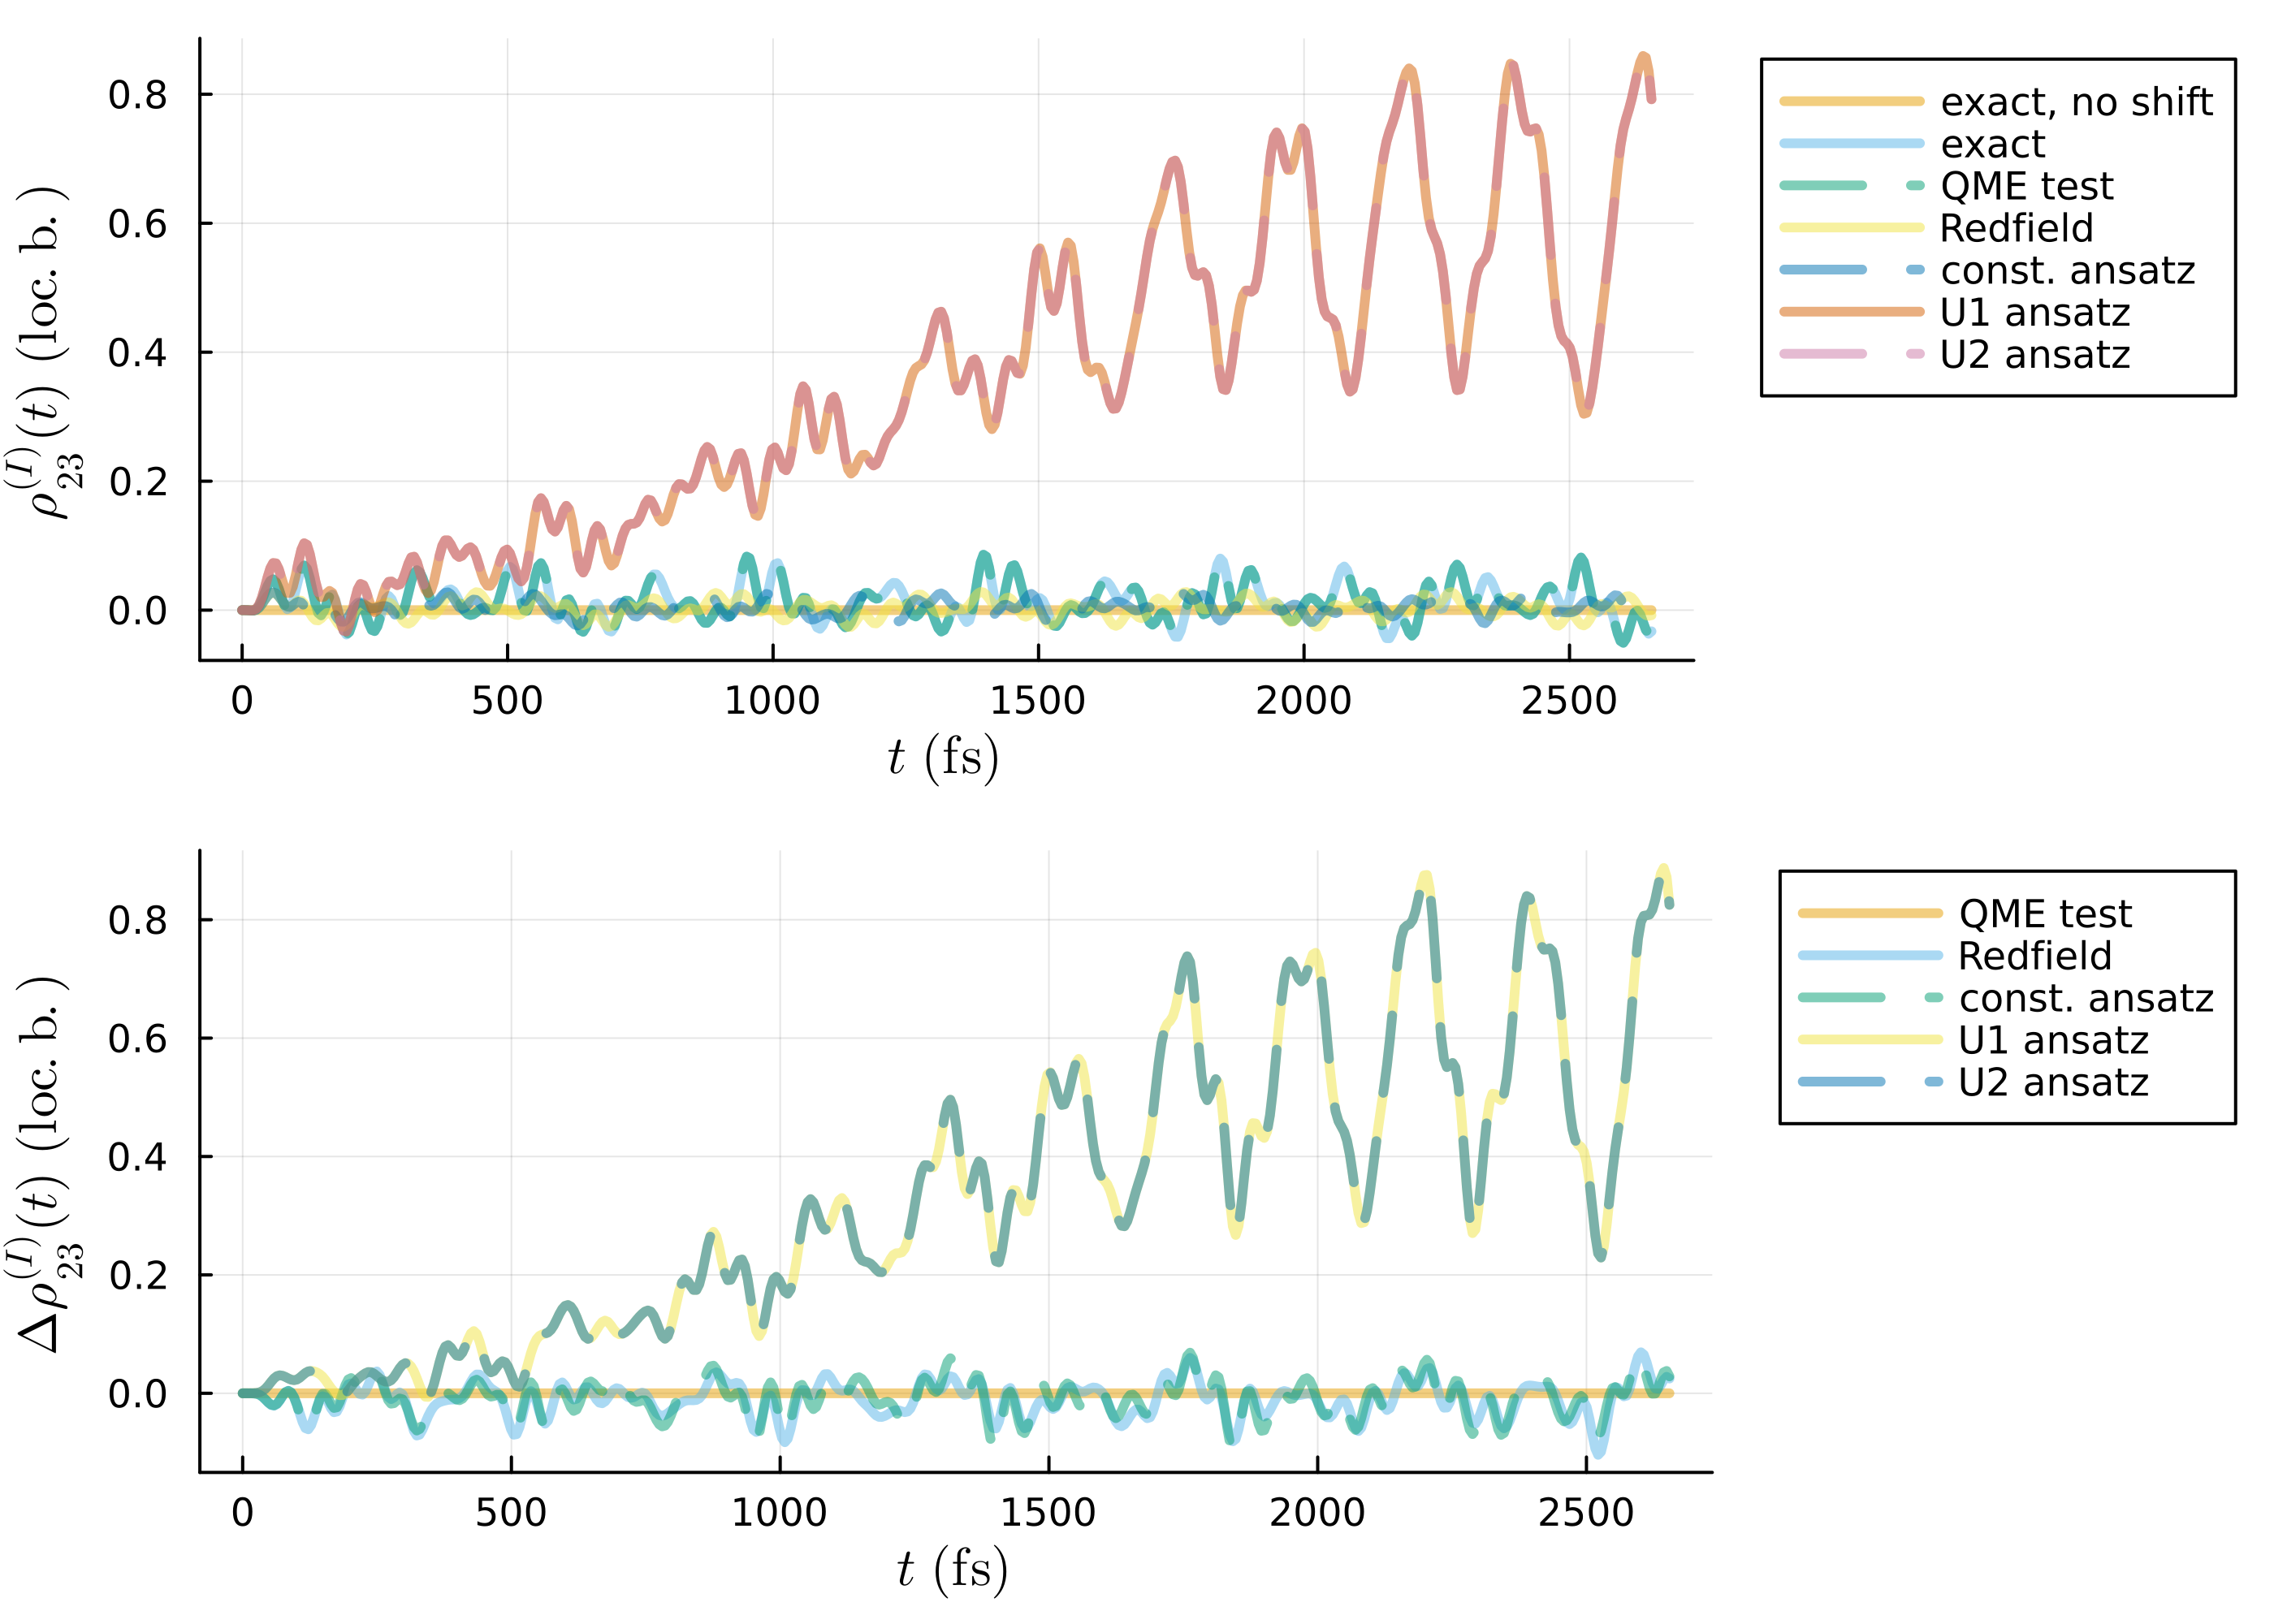 ρ₂₃⁽ᴵ⁾(t) (loc. b. )
0.8
0.6
0.4
0.2
0.0
0 500 1000 1500 2000 2500
t (fs)
exact, no shift
exact
QME test
Redfield
const. ansatz
U1 ansatz
U2 ansatz
Δρ₂₃⁽ᴵ⁾(t) (loc. b. )
0.8
0.6
0.4
0.2
0.0
0 500 1000 1500 2000 2500
t (fs)
QME test
Redfield
const. ansatz
U1 ansatz
U2 ansatz